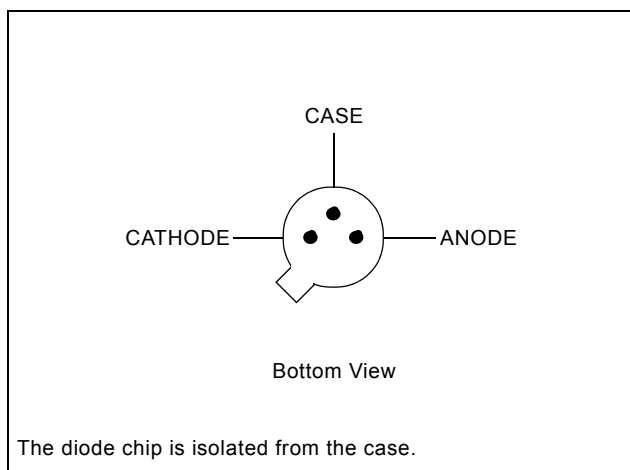 CASE
CATHODE
ANODE
Bottom View
The diode chip is isolated from the case.